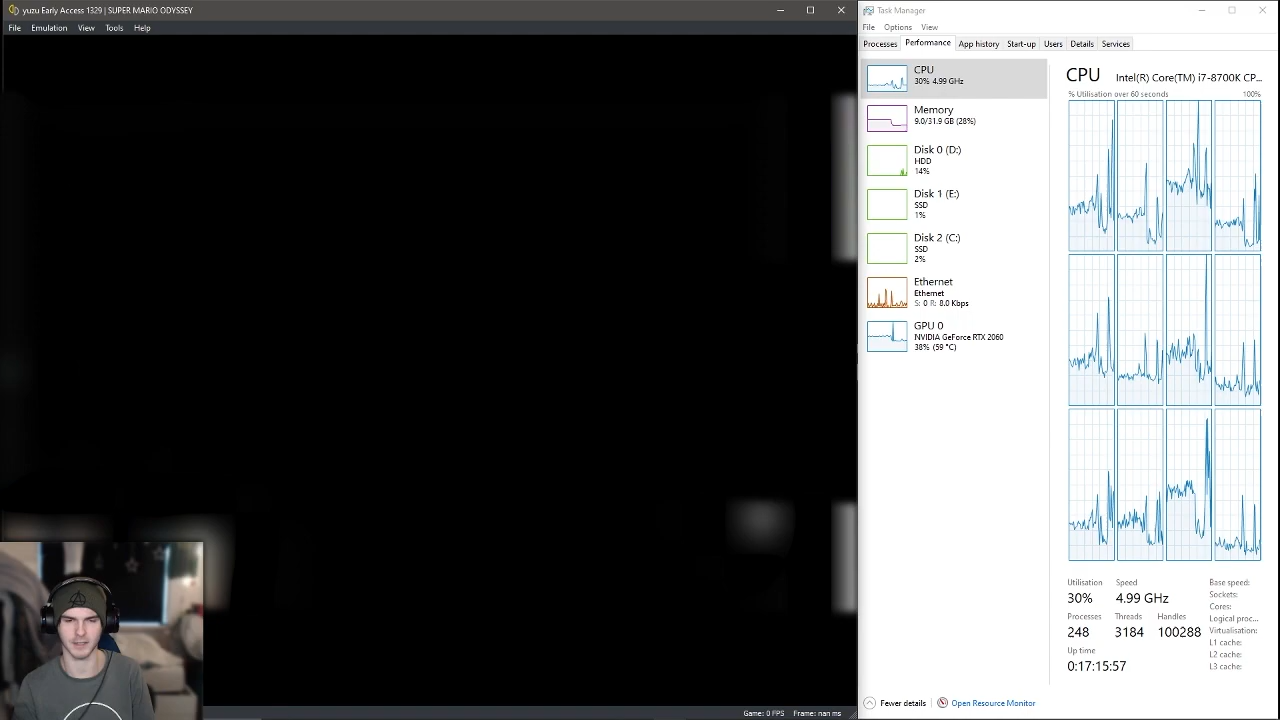 yuzu Early Access 1329 | SUPER MARIO ODYSSEY
File Emulation View Tools Help
Game: 0 FPS Frame: nan ms
Task Manager
File Options View
Processes Performance App history Start-up Users Details Services
CPU
30% 4.99 GHz
Memory
9.0/31.9 GB (28%)
Disk 0 (D:)
HDD
14%
Disk 1 (E:)
SSD
1%
Disk 2 (C:)
SSD
2%
Ethernet
Ethernet
S: 0 R: 8.0 Kbps
GPU 0
NVIDIA GeForce RTX 2060
38% (59 °C)
CPU Intel(R) Core(TM) i7-8700K CP...
% Utilisation over 60 seconds 100%
Utilisation Speed
30% 4.99 GHz
Processes Threads Handles
248 3184 100288
Up time
0:17:15:57
Base speed:
Sockets:
Cores:
Logical proc...
Virtualisation:
L1 cache:
L2 cache:
L3 cache:
Fewer details Open Resource Monitor